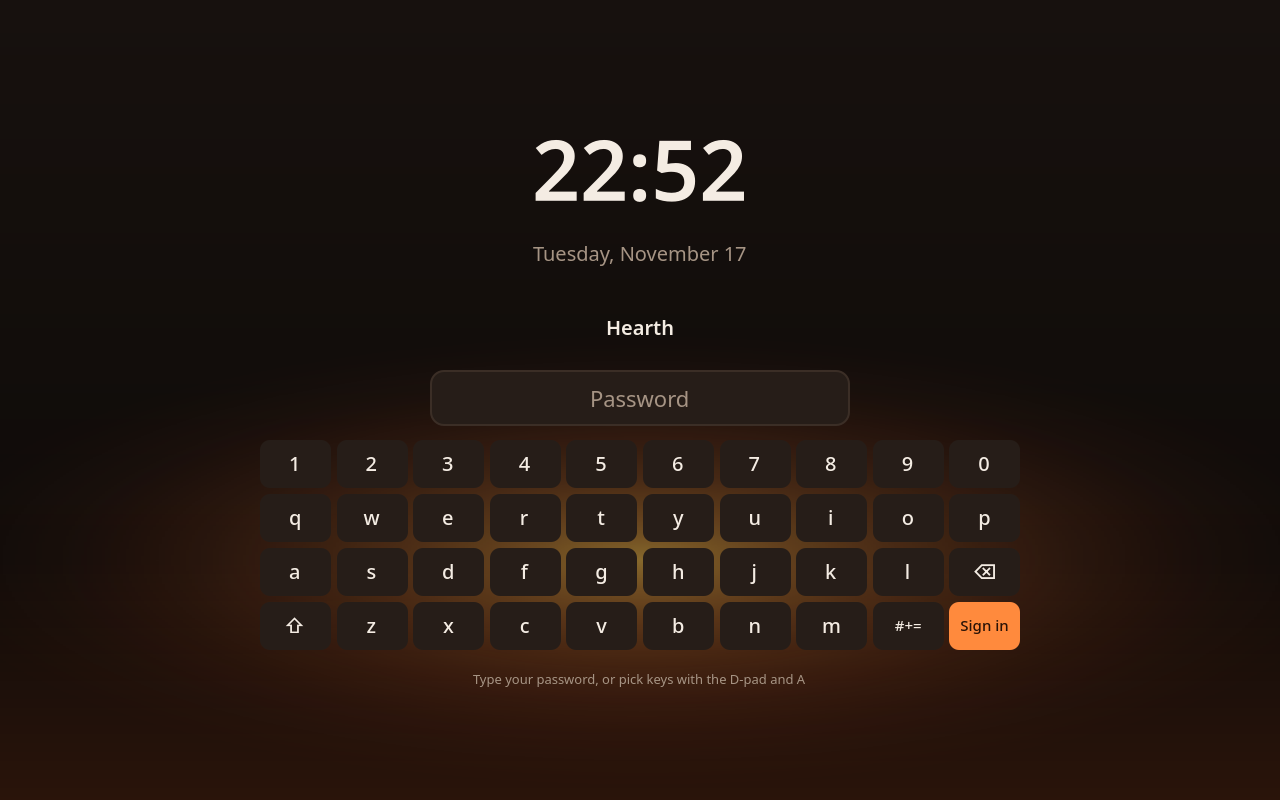 22:52
Tuesday, November 17
Hearth
Password
1 2 3 4 5 6 7 8 9 0
q w e r t y u i o p
a s d f g h j k l
z x c v b n m #+= Sign in
Type your password, or pick keys with the D-pad and A